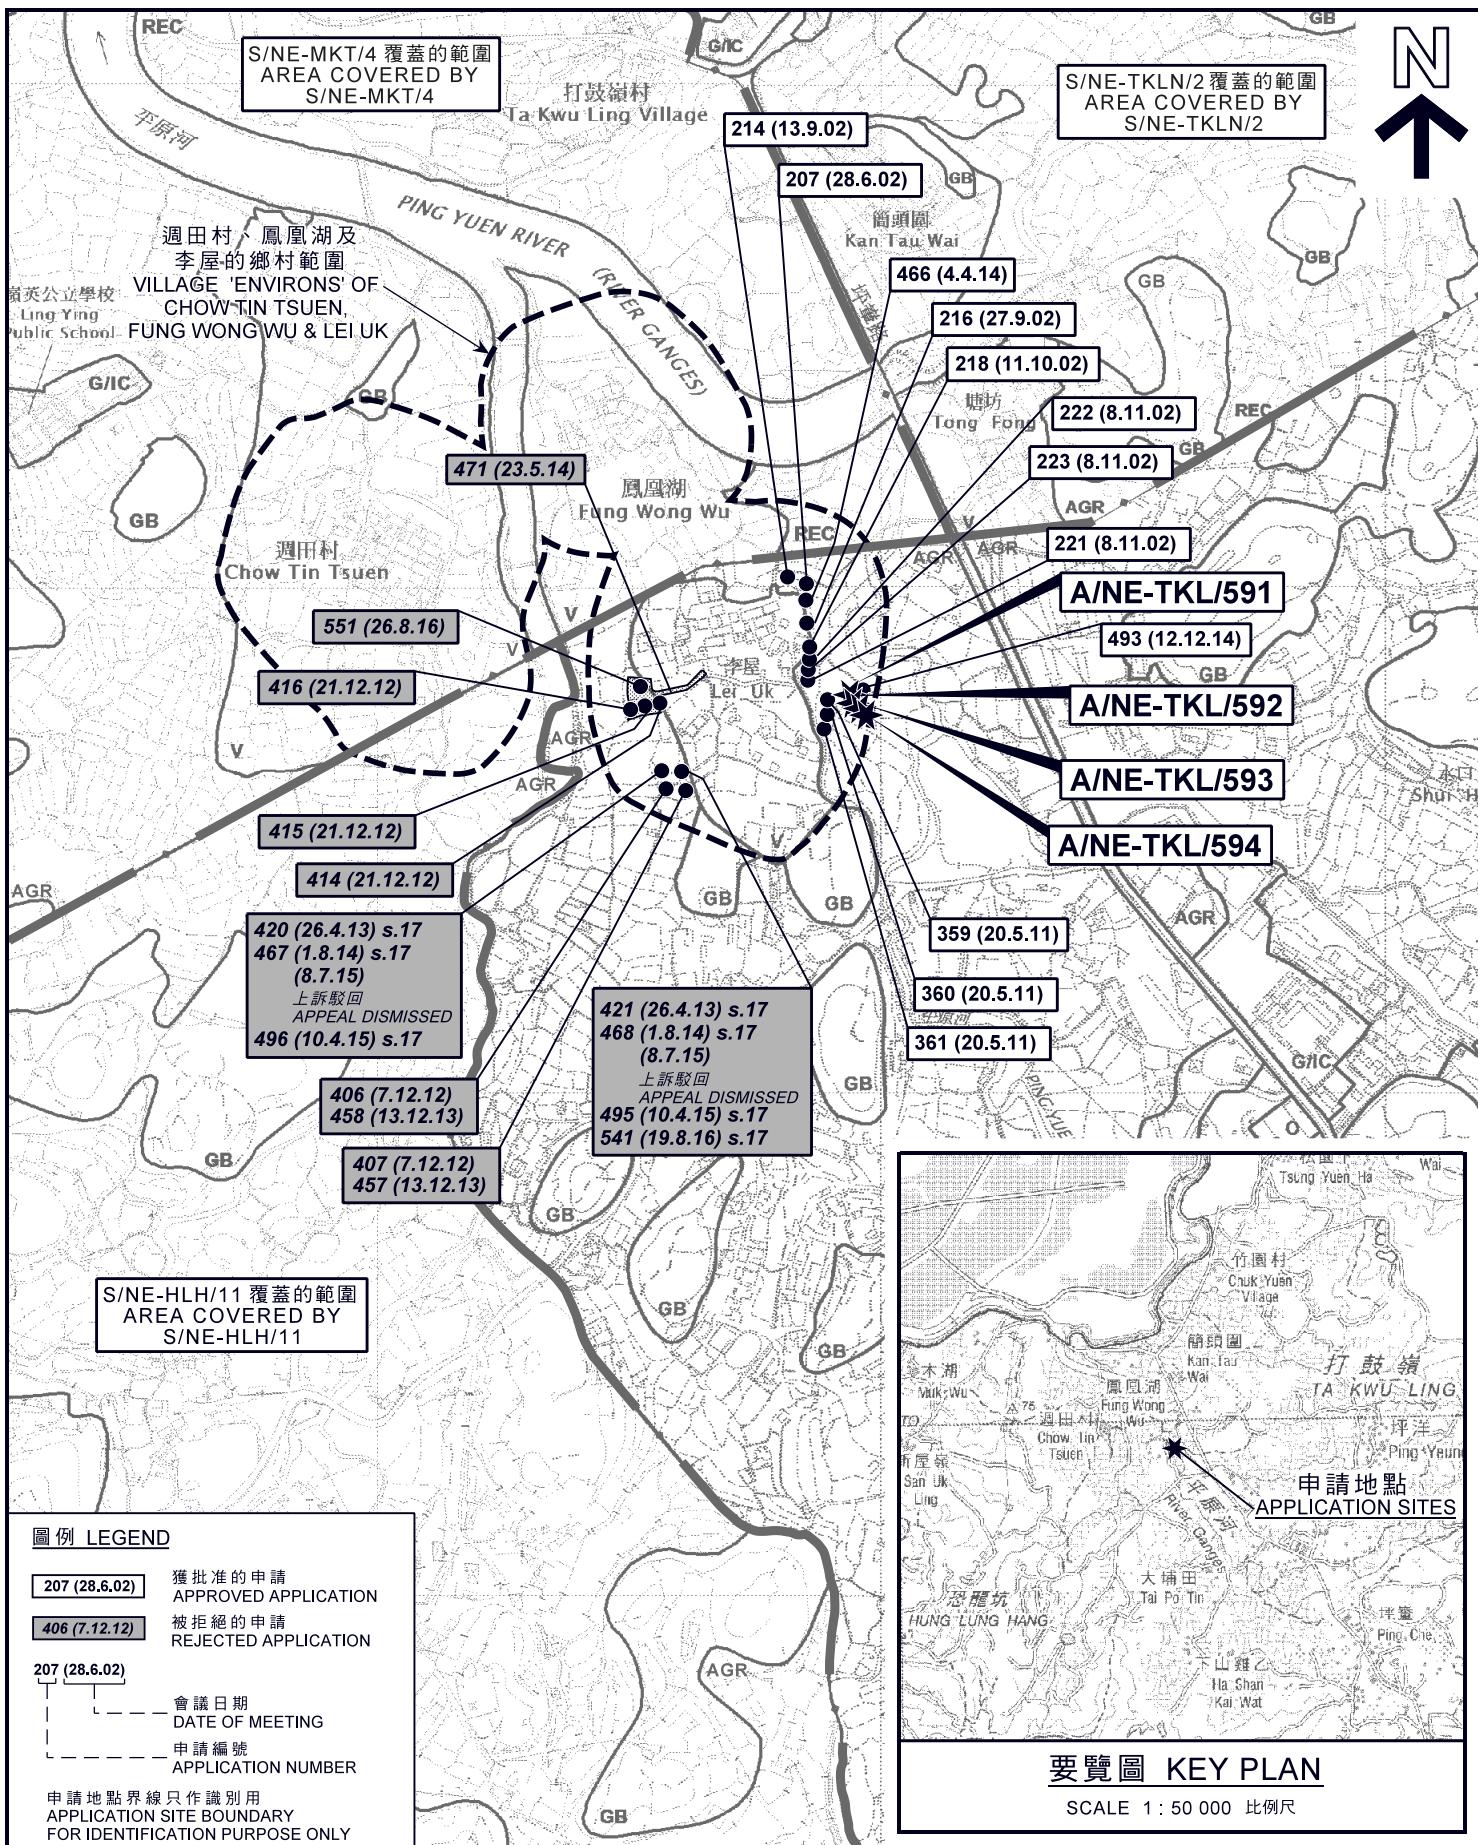 REC
S/NE-MKT/4 覆蓋的範圍
AREA COVERED BY
S/NE-MKT/4
G/IC
GB
N
S/NE-TKLN/2 覆蓋的範圍
AREA COVERED BY
S/NE-TKLN/2
打鼓嶺村
Ta Kwu Ling Village
平原河
214 (13.9.02)
207 (28.6.02)
GB
PING YUEN RIVER
(RIVER GANGES)
簡頭圍
Kan Tau Wai
週田村、鳳凰湖及
李屋的鄉村範圍
VILLAGE 'ENVIRONS' OF
CHOW TIN TSUEN,
FUNG WONG WU & LEI UK
Ling Ying
Public School
466 (4.4.14)
GB
GB
216 (27.9.02)
218 (11.10.02)
G/IC
GB
塘坊
Tong Fong
222 (8.11.02)
REC
223 (8.11.02)
GB
471 (23.5.14)
鳳凰湖
Fung Wong Wu
GB
AGR
V
REC
AGR
AGR
221 (8.11.02)
週田村
Chow Tin Tsuen
A/NE-TKL/591
551 (26.8.16)
V
V
493 (12.12.14)
李屋
Lei Uk
GB
416 (21.12.12)
A/NE-TKL/592
V
AGR
AGR
A/NE-TKL/593
415 (21.12.12)
V
A/NE-TKL/594
414 (21.12.12)
AGR
GB
GB
AGR
420 (26.4.13) s.17
467 (1.8.14) s.17
(8.7.15)
上訴駁回
APPEAL DISMISSED
496 (10.4.15) s.17
359 (20.5.11)
360 (20.5.11)
361 (20.5.11)
421 (26.4.13) s.17
468 (1.8.14) s.17
(8.7.15)
上訴駁回
APPEAL DISMISSED
495 (10.4.15) s.17
541 (19.8.16) s.17
平原河
PING YUE
G/IC
GB
406 (7.12.12)
458 (13.12.13)
O
GB
407 (7.12.12)
457 (13.12.13)
GB
GB
GB
S/NE-HLH/11 覆蓋的範圍
AREA COVERED BY
S/NE-HLH/11
Tsung Yuen Ha
Wai
竹園村
Chuk Yuen
Village
簡頭圍
Kan Tau
Wai
打鼓嶺
TA KWU LING
木湖
Muk Wu
鳳凰湖
Fung Wong
Wu
75
週田村
Chow Tin
Tsuen
坪洋
Ping Yeung
San Uk
Ling
申請地點
APPLICATION SITES
平原河
River Ganges
大埔田
Tai Po Tin
恐龍坑
HUNG LUNG HANG
坪輋
Ping Che
下山雞乙
Ha Shan
Kai Wat
要覽圖 KEY PLAN
SCALE 1 : 50 000 比例尺
圖例 LEGEND
207 (28.6.02)
獲批准的申請
APPROVED APPLICATION
406 (7.12.12)
被拒絕的申請
REJECTED APPLICATION
207 (28.6.02)
會議日期
DATE OF MEETING
申請編號
APPLICATION NUMBER
申請地點界線只作識別用
APPLICATION SITE BOUNDARY
FOR IDENTIFICATION PURPOSE ONLY
AGR
GB